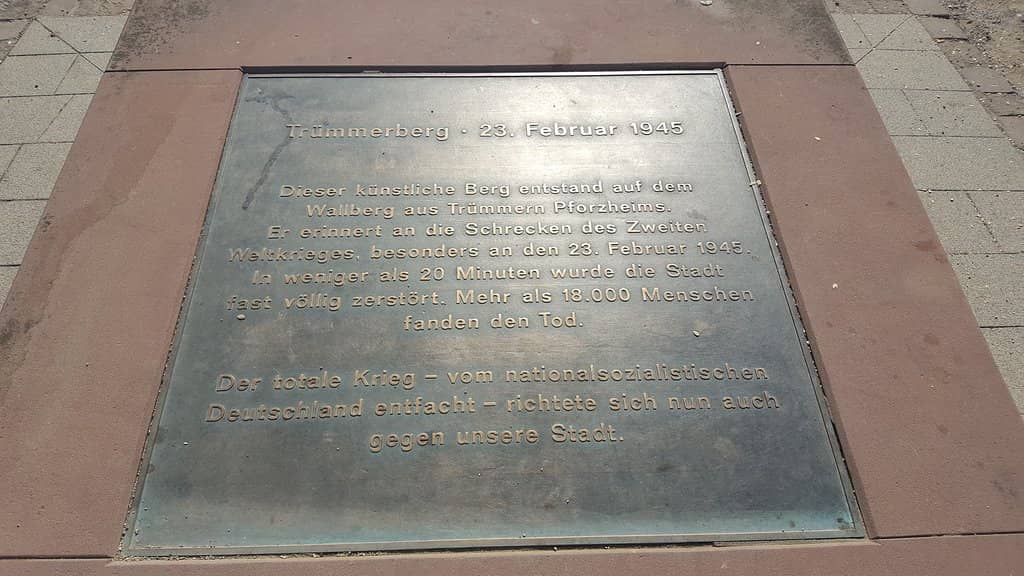 Trümmerberg · 23. Februar 1945
Dieser künstliche Berg entstand auf dem
Wallberg aus Trümmern Pforzheims.
Er erinnert an die Schrecken des Zweiten
Weltkrieges, besonders an den 23. Februar 1945.
In weniger als 20 Minuten wurde die Stadt
fast völlig zerstört. Mehr als 18.000 Menschen
fanden den Tod.
Der totale Krieg – vom nationalsozialistischen
Deutschland entfacht – richtete sich nun auch
gegen unsere Stadt.